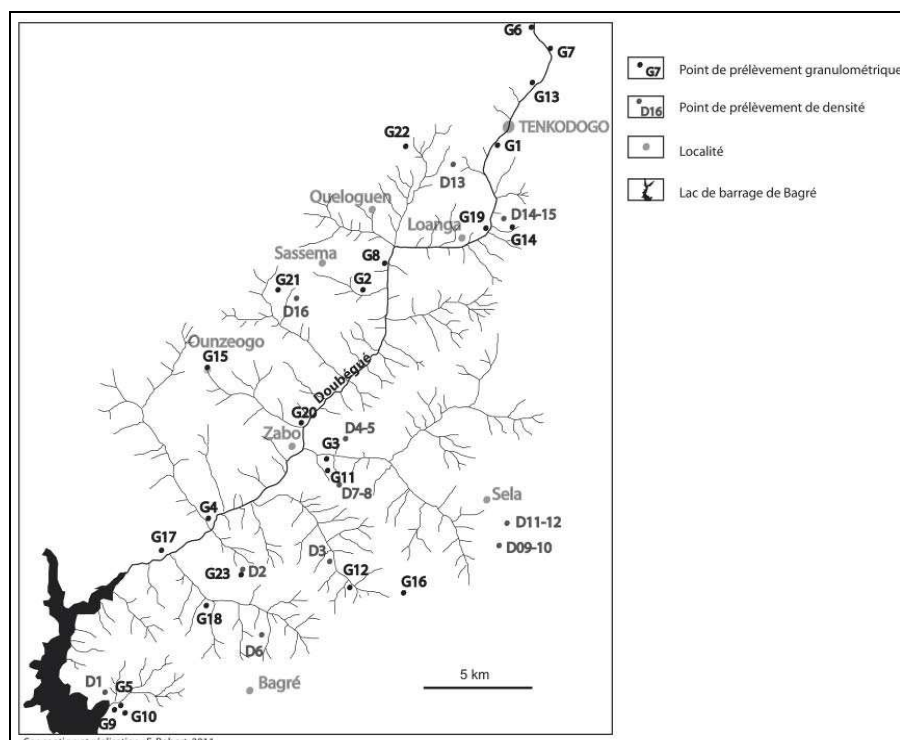 G6
G7
G7 Point de prélèvement granulométrique
G13
D16 Point de prélèvement de densité
TENKODOGO
G22
G1
Localité
D13
Lac de barrage de Bagré
Queloguen
G19
D14-15
Loanga
G14
Sassema
G8
G21
G2
D16
Ounzeogo
G15
Doubégué
G20
Zabo
D4-5
G3
G11
D7-8
Sela
G4
D11-12
G17
D3
D09-10
G23
D2
G12
G16
G18
D6
5 km
D1
G5
Bagré
G9
G10